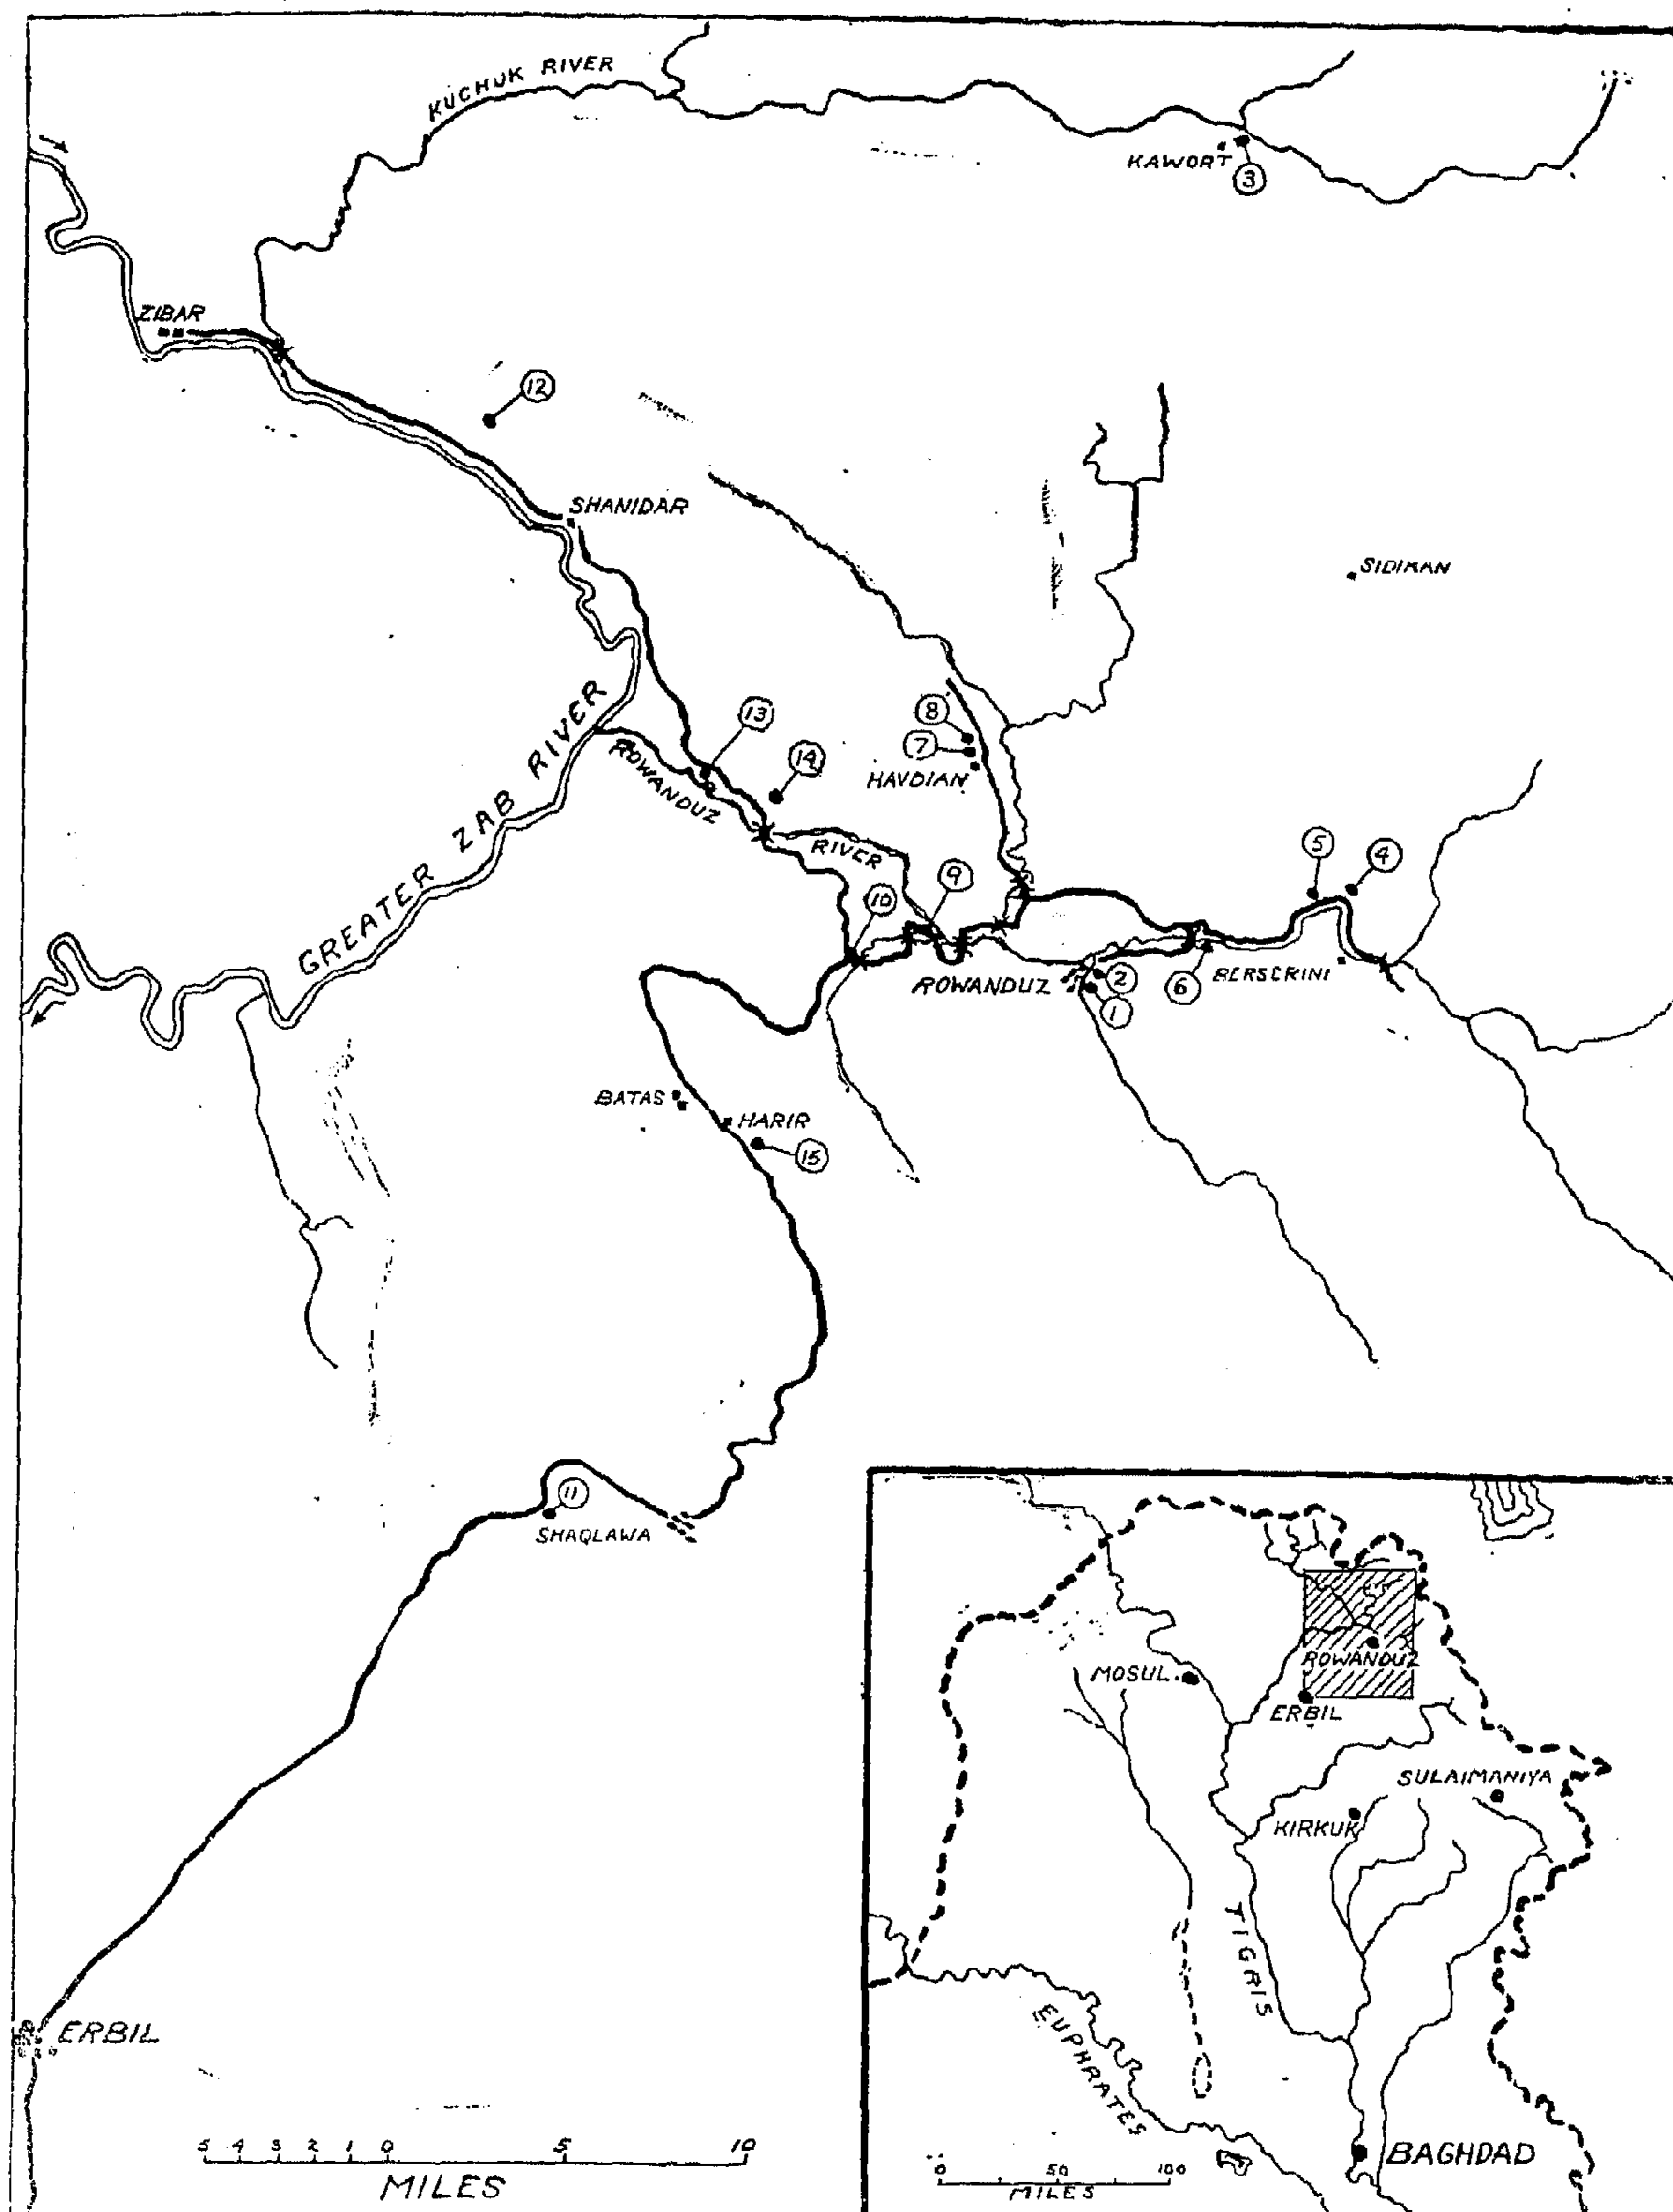 KUCHUK RIVER
KAWORT
3
ZIBAR
12
SHANIDAR
SIDIKAN
13
14
8
7
HAVDIAN
ROWANDUZ
RIVER
GREATER ZAB RIVER
5
4
9
10
ROWANDUZ
2
6
BERSERINI
1
BATAS
HARIR
15
11
SHAQLAWA
ERBIL
5 4 3 2 1 0 5 10
MILES
MOSUL
ROWANDUZ
ERBIL
SULAIMANIYA
KIRKUK
TIGRIS
EUPHRATES
BAGHDAD
0 50 100
MILES